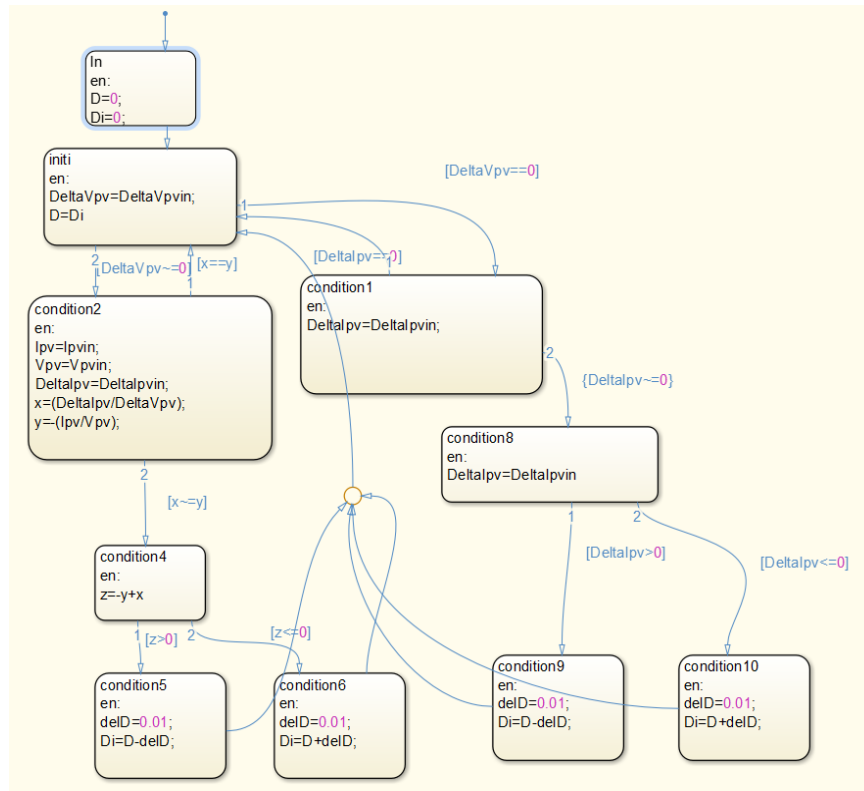 In
en:
D=0;
Di=0;
initi
en:
DeltaVpv=DeltaVpvin;
D=Di
[DeltaVpv==0]
1
2
[DeltaVpv~=0]
[x==y]
1
[DeltaIpv==0]
1
condition2
en:
Ipv=Ipvin;
Vpv=Vpvin;
DeltaIpv=DeltaIpvin;
x=(DeltaIpv/DeltaVpv);
y=-(Ipv/Vpv);
condition1
en:
DeltaIpv=DeltaIpvin;
2
{DeltaIpv~=0}
condition8
en:
DeltaIpv=DeltaIpvin
2
[x~=y]
1
2
[DeltaIpv>0]
[DeltaIpv<=0]
condition4
en:
z=-y+x
1
[z>0]
2
[z<=0]
condition5
en:
delD=0.01;
Di=D-delD;
condition6
en:
delD=0.01;
Di=D+delD;
condition9
en:
delD=0.01;
Di=D-delD;
condition10
en:
delD=0.01;
Di=D+delD;